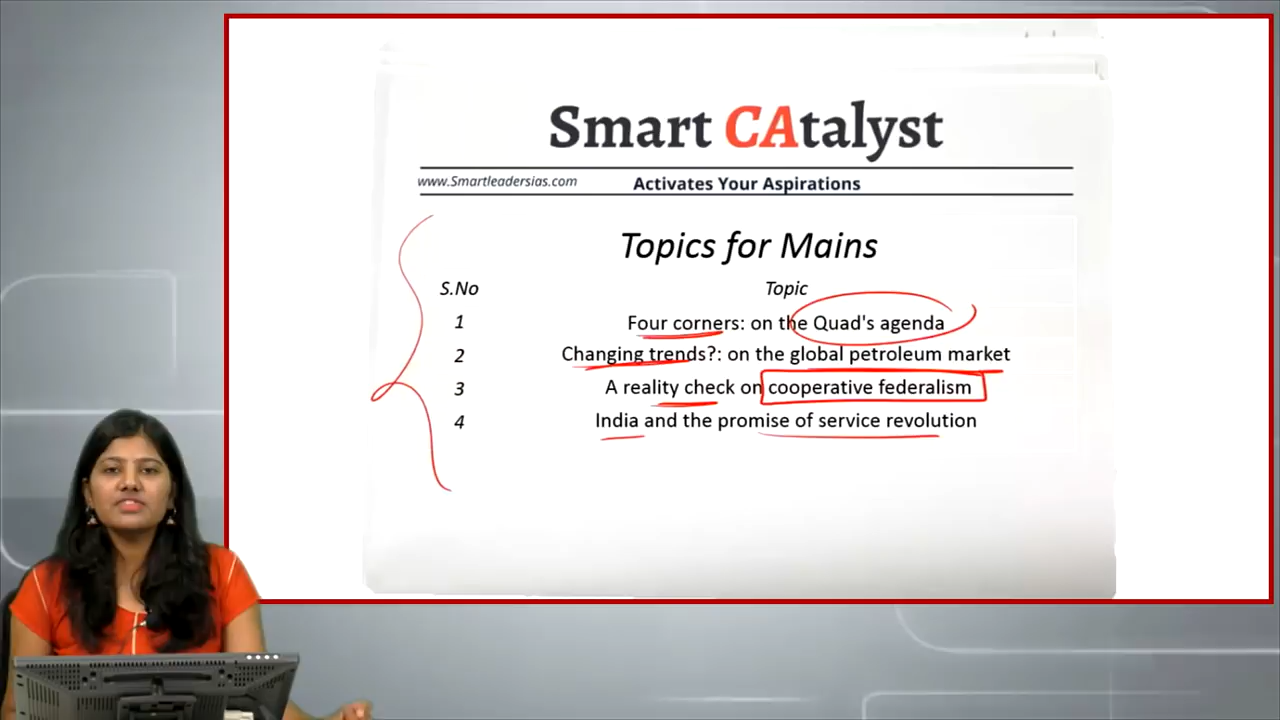 Smart CAtalyst
www.Smartleadersias.com Activates Your Aspirations
Topics for Mains
S.No Topic
1 Four corners: on the Quad's agenda
2 Changing trends?: on the global petroleum market
3 A reality check on cooperative federalism
4 India and the promise of service revolution